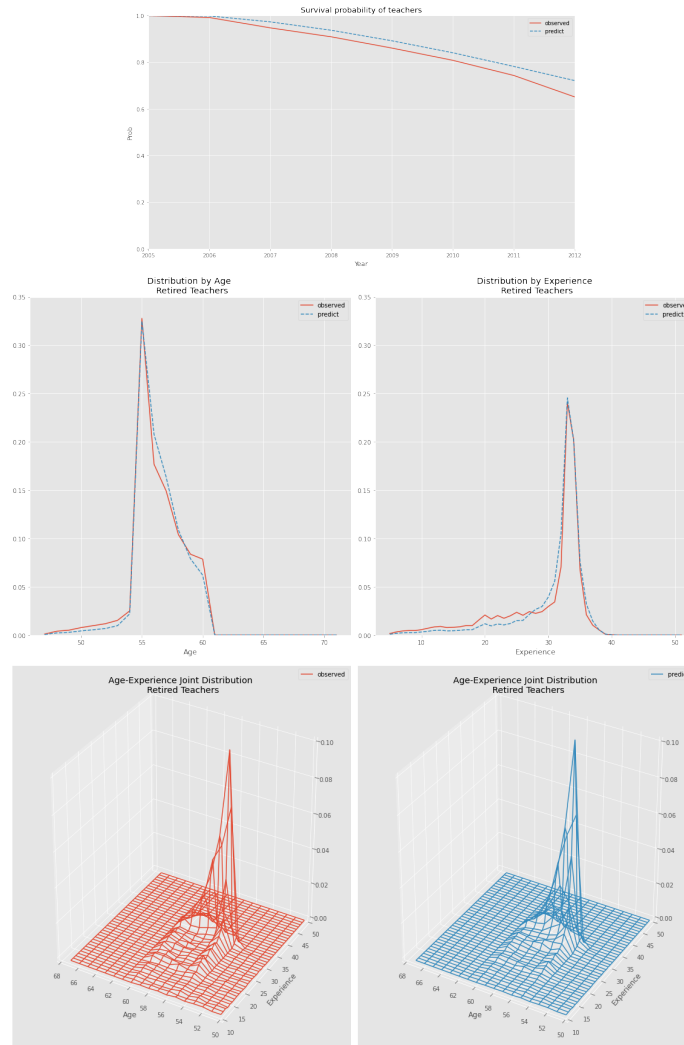 Survival probability of teachers
observed
predict
1.0
0.8
0.6
0.4
0.2
0.0
Prob
2005 2006 2007 2008 2009 2010 2011 2012
Year
Distribution by Age
Retired Teachers
observed
predict
0.35
0.30
0.25
0.20
0.15
0.10
0.05
0.00
50 55 60 65 70
Age
Distribution by Experience
Retired Teachers
observed
predict
0.35
0.30
0.25
0.20
0.15
0.10
0.05
0.00
10 20 30 40 50
Expenrience
Age-Experience Joint Distribution
Retired Teachers
observed
0.10
0.08
0.06
0.04
0.02
0.00
68 66 64 62 60 58 56 54 52 50
Age
10 15 20 25 30 35 40 45 50
Experience
Age-Experience Joint Distribution
Retired Teachers
predi
0.10
0.08
0.06
0.04
0.02
0.00
68 66 64 62 60 58 56 54 52 50
Age
10 15 20 25 30 35 40 45 50
Experience